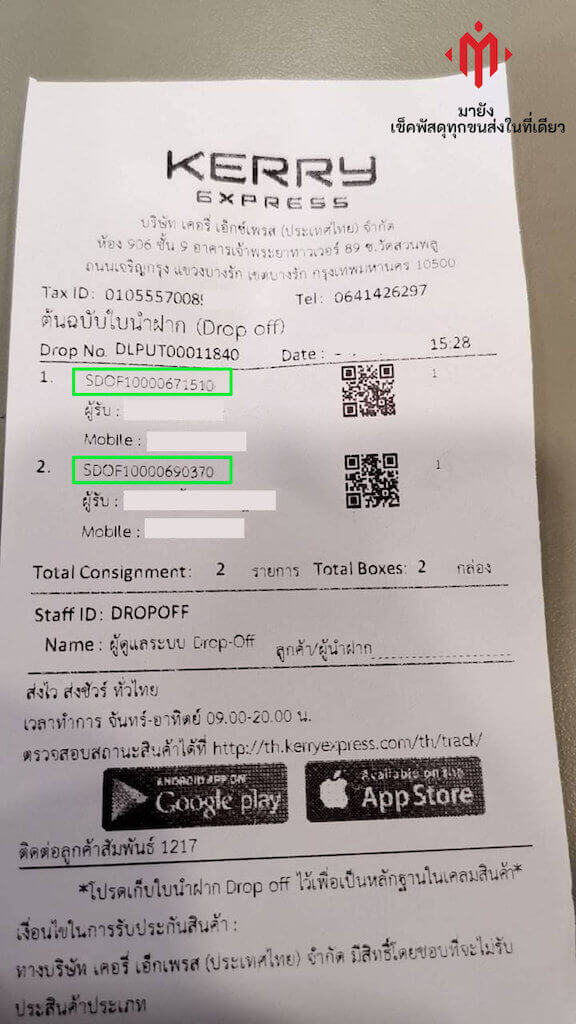 มายัง
เช็คพัสดุทุกขนส่งในที่เดียว
KERRY
EXPRESS
บริษัท เคอรี่ เอ็กซ์เพรส (ประเทศไทย) จำกัด
ห้อง 906 ชั้น 9 อาคารเจ้าพระยาทาวเวอร์ 89 ซ.วัดสวนพลู
ถนนเจริญกรุง แขวงบางรัก เขตบางรัก กรุงเทพมหานคร 10500
Tax ID: 01055570085 Tel: 0641426297
ต้นฉบับใบนำฝาก (Drop off)
Drop No. DLPUT00011840 Date: 15:28
1. SDOF10000671510 1
ผู้รับ :
Mobile :
2. SDOF10000690370 1
ผู้รับ :
Mobile :
Total Consignment: 2 รายการ Total Boxes: 2 กล่อง
Staff ID: DROPOFF
Name : ผู้ดูแลระบบ Drop-Off ลูกค้า/ผู้นำฝาก
ส่งไว ส่งชัวร์ ทั่วไทย
เวลาทำการ จันทร์-อาทิตย์ 09.00-20.00 น.
ตรวจสอบสถานะสินค้าได้ที่ http://th.kerryexpress.com/th/track/
ANDROID APP ON
Google play
Available on the
App Store
ติดต่อลูกค้าสัมพันธ์ 1217
*โปรดเก็บใบนำฝาก Drop off ไว้เพื่อเป็นหลักฐานในเคลมสินค้า*
เงื่อนไขในการรับประกันสินค้า :
ทางบริษัท เคอรี่ เอ็กเพรส (ประเทศไทย) จำกัด มีสิทธิ์โดยชอบที่จะไม่รับ
ประสินค้าประเภท